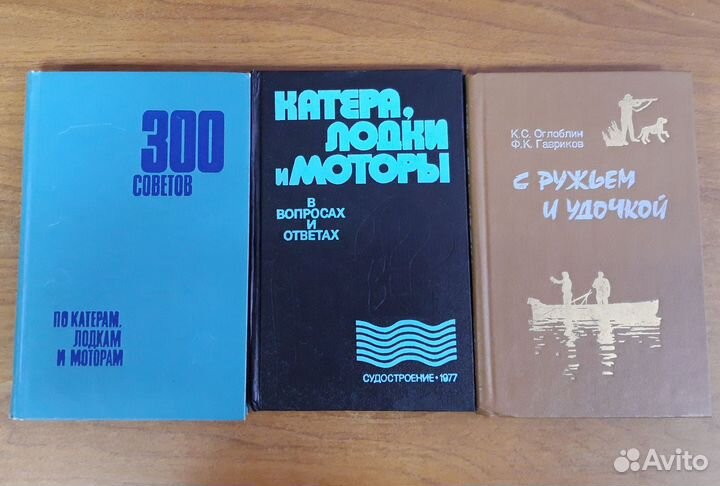 300
СОВЕТОВ
ПО КАТЕРАМ,
ЛОДКАМ
И МОТОРАМ
КАТЕРА,
ЛОДКИ
и МОТОРЫ
В
ВОПРОСАХ
И
ОТВЕТАХ
СУДОСТРОЕНИЕ • 1977
К.С. Оглоблин
Ф.К. Гавриков
С РУЖЬЕМ
И УДОЧКОЙ
Avito